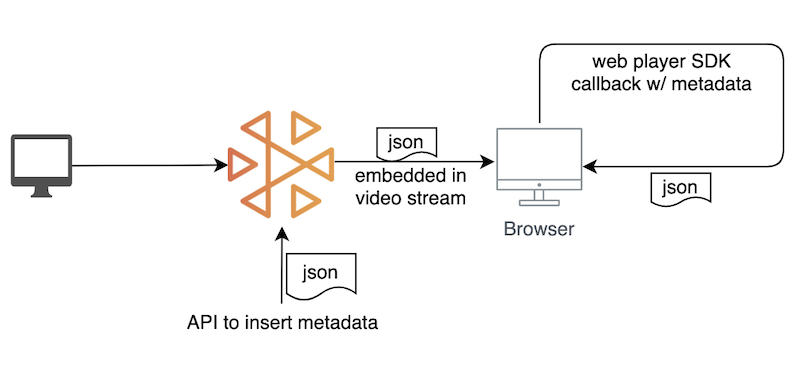 web player SDK
callback w/ metadata
json
embedded in
video stream
json
Browser
json
API to insert metadata